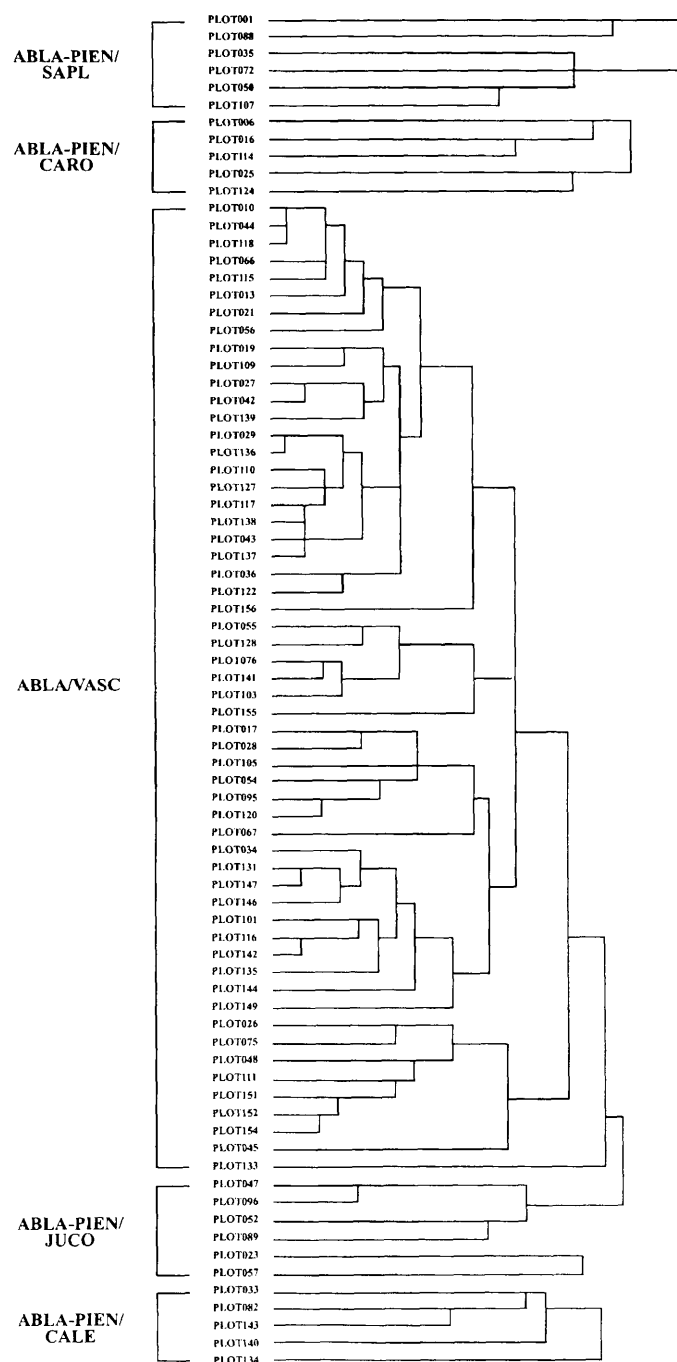 ABLA-PIEN/
SAPL
PLOT001
PLOT088
PLOT035
PLOT072
PLOT050
PLOT107
ABLA-PIEN/
CARO
PLOT006
PLOT016
PLOT114
PLOT025
PLOT124
ABLA/VASC
PLOT010
PLOT044
PLOT118
PLOT066
PLOT115
PLOT013
PLOT021
PLOT056
PLOT019
PLOT109
PLOT027
PLOT042
PLOT139
PLOT029
PLOT136
PLOT110
PLOT127
PLOT117
PLOT138
PLOT043
PLOT137
PLOT036
PLOT122
PLOT156
PLOT055
PLOT128
PLOT076
PLOT141
PLOT103
PLOT155
PLOT017
PLOT028
PLOT105
PLOT054
PLOT095
PLOT120
PLOT067
PLOT034
PLOT131
PLOT147
PLOT146
PLOT101
PLOT116
PLOT142
PLOT135
PLOT144
PLOT149
PLOT026
PLOT075
PLOT048
PLOT111
PLOT151
PLOT152
PLOT154
PLOT045
PLOT133
ABLA-PIEN/
JUCO
PLOT047
PLOT096
PLOT052
PLOT089
PLOT023
PLOT057
ABLA-PIEN/
CALE
PLOT033
PLOT082
PLOT143
PLOT140
PLOT134